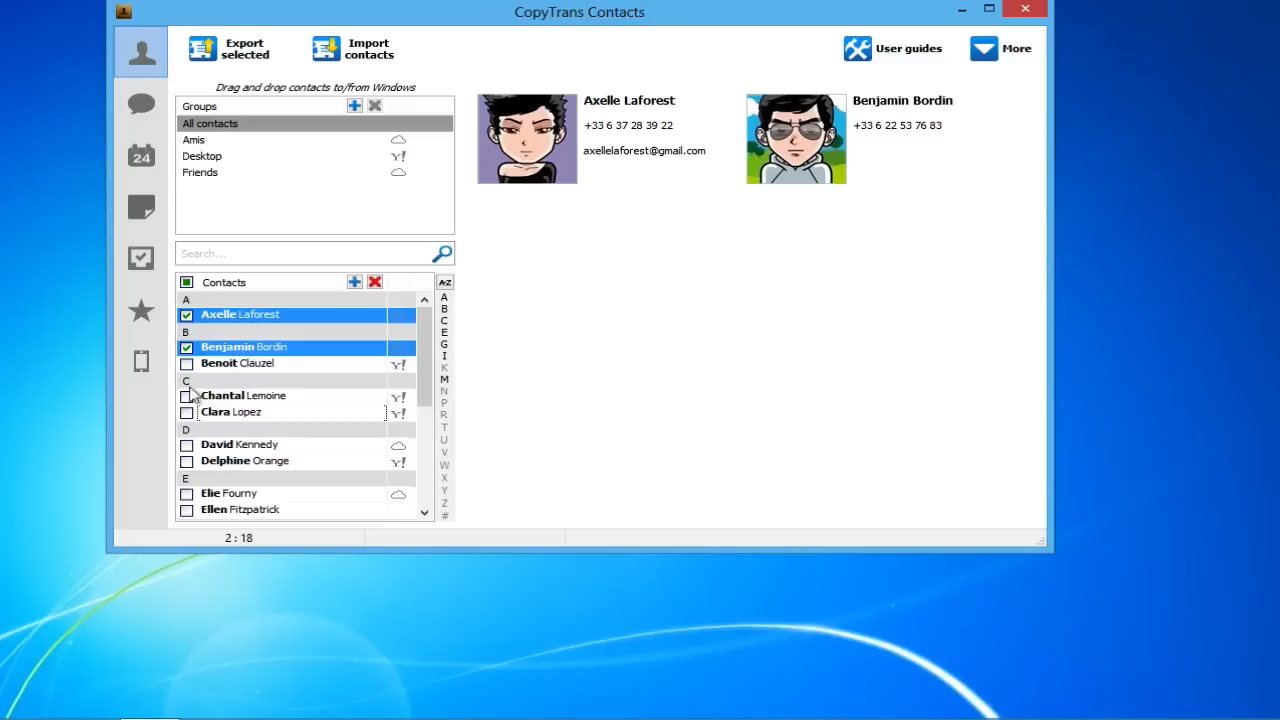 CopyTrans Contacts
Export selected
Import contacts
User guides
More
Drag and drop contacts to/from Windows
Groups
All contacts
Amis
Desktop
Y!
Friends
Search...
Contacts
A
Axelle Laforest
B
Benjamin Bordin
Benoit Clauzel
Y!
C
Chantal Lemoine
Y!
Clara Lopez
Y!
D
David Kennedy
Delphine Orange
Y!
E
Elie Fourny
Ellen Fitzpatrick
A-Z
A
B
C
E
G
I
K
M
N
P
R
T
U
V
W
X
Y
Z
#
24
Axelle Laforest
+33 6 37 28 39 22
axellelaforest@gmail.com
Benjamin Bordin
+33 6 22 53 76 83
2 : 18